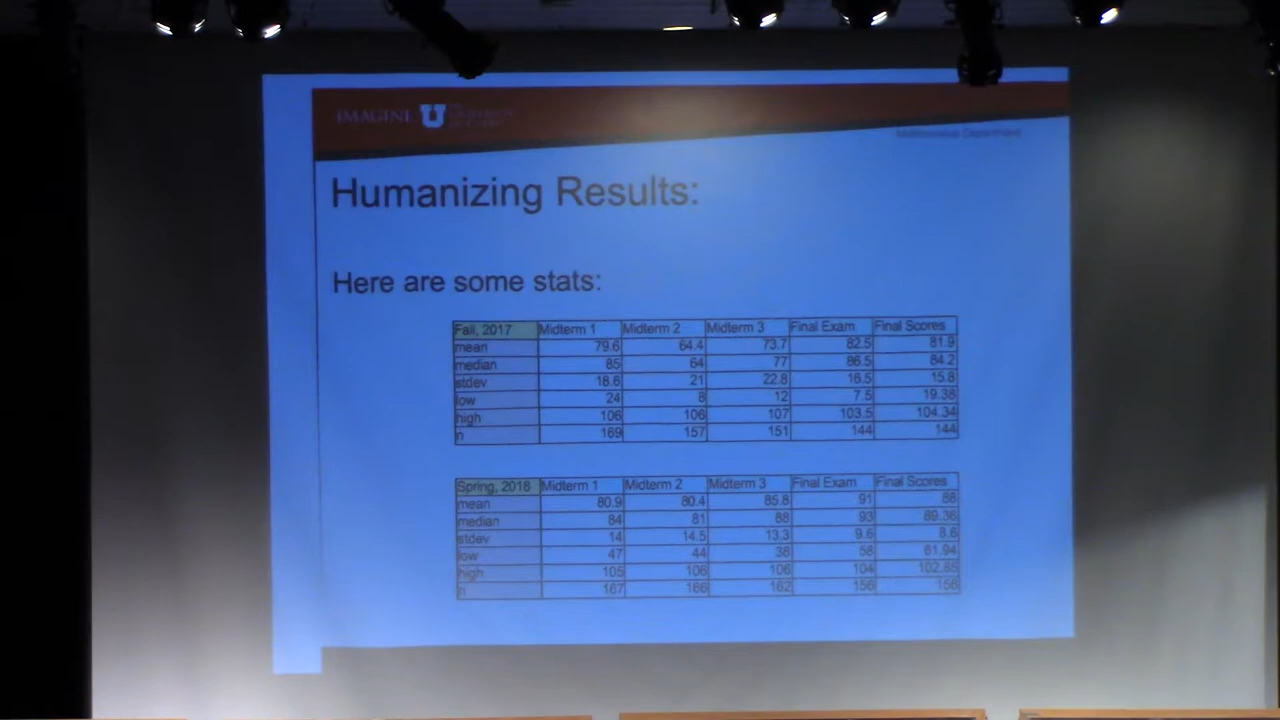 IMAGINE U THE UNIVERSITY OF UTAH
Mathematics Department
Humanizing Results:
Here are some stats:
Fall, 2017 Midterm 1 Midterm 2 Midterm 3 Final Exam Final Scores
mean 79.6 64.4 73.7 82.5 81.9
median 85 64 77 86.5 84.2
stdev 18.6 21 22.8 16.5 15.8
low 24 8 12 7.5 19.38
high 106 106 107 103.5 104.34
n 169 157 151 144 144
Spring, 2018 Midterm 1 Midterm 2 Midterm 3 Final Exam Final Scores
mean 80.9 80.4 85.8 91 88
median 84 81 88 93 89.36
stdev 14 14.5 13.3 9.6 8.6
low 47 44 38 58 61.94
high 105 106 106 104 102.85
n 167 166 162 156 156